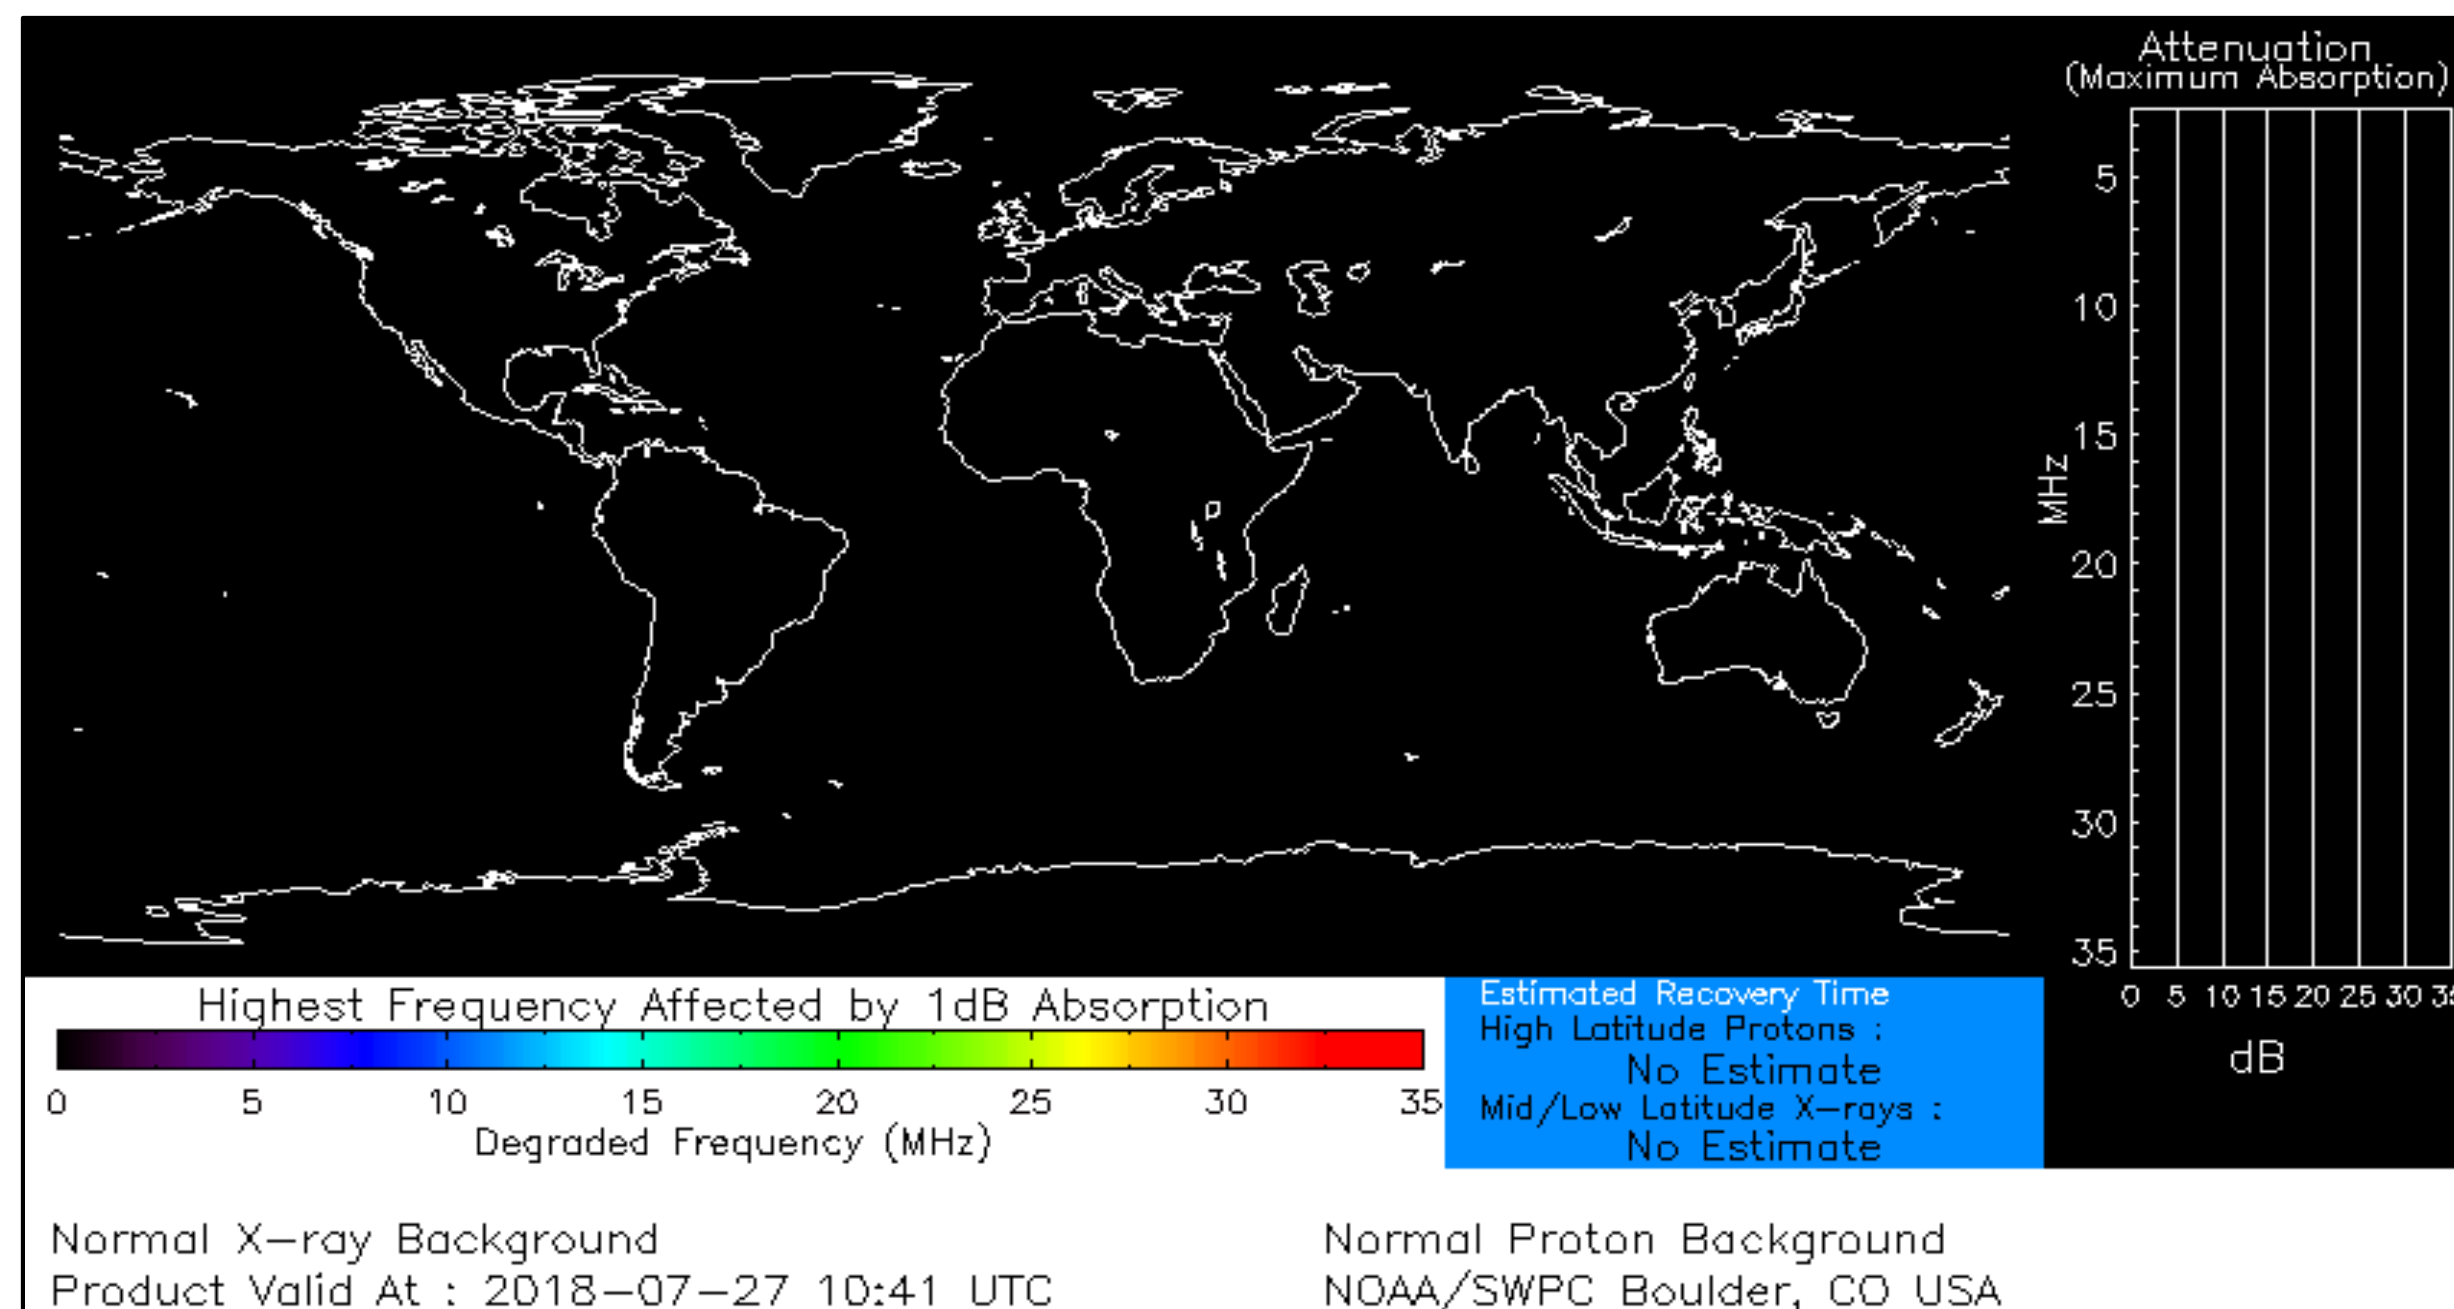 Attenuation
(Maximum Absorption)
5
10
15
20
25
30
35
MHz
0 5 10 15 20 25 30
dB
Highest Frequency Affected by 1dB Absorption
0 5 10 15 20 25 30 35
Degraded Frequency (MHz)
Estimated Recovery Time
High Latitude Protons :
No Estimate
Mid/Low Latitude X-rays :
No Estimate
Normal X-ray Background
Normal Proton Background
Product Valid At : 2018-07-27 10:41 UTC
NOAA/SWPC Boulder, CO USA